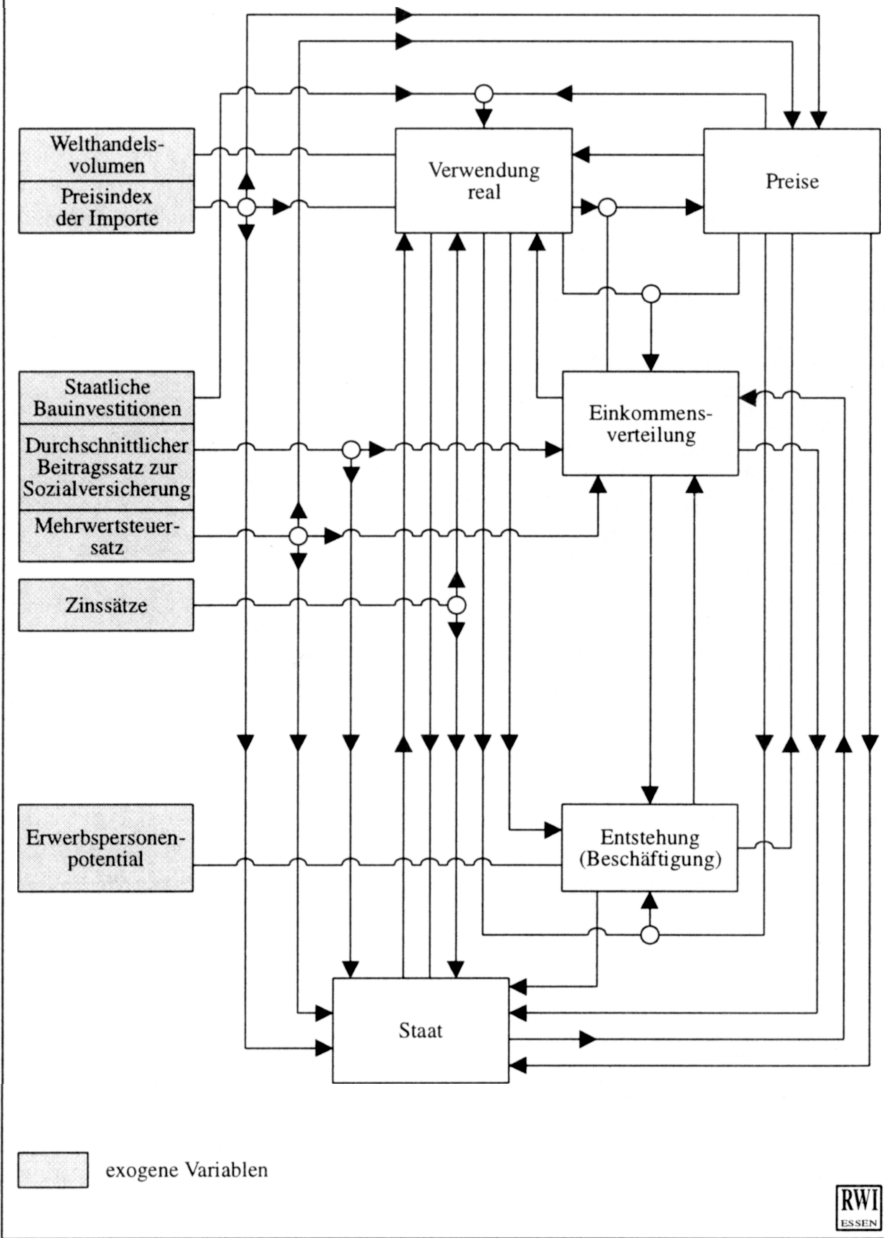 Welthandels-
volumen
Preisindex
der Importe
Verwendung
real
Preise
Staatliche
Bauinvestitionen
Durchschnittlicher
Beitragssatz zur
Sozialversicherung
Mehrwertsteuer-
satz
Einkommens-
verteilung
Zinssätze
Erwerbspersonen-
potential
Entstehung
(Beschäftigung)
Staat
exogene Variablen
RWI
ESSEN